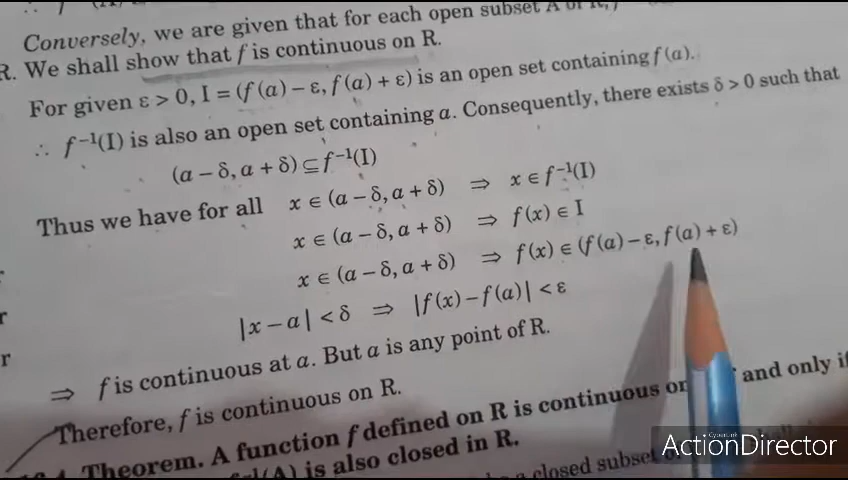 Conversely, we are given that for each open subset A of R, f
R. We shall show that f is continuous on R.
For given ε > 0, I = (f (a) − ε, f (a) + ε) is an open set containing f (a).
∴ f⁻¹(I) is also an open set containing a. Consequently, there exists δ > 0 such that
(a − δ, a + δ) ⊆ f⁻¹(I)
Thus we have for all x ∈ (a − δ, a + δ) ⇒ x ∈ f⁻¹(I)
x ∈ (a − δ, a + δ) ⇒ f(x) ∈ I
x ∈ (a − δ, a + δ) ⇒ f(x) ∈ (f(a) − ε, f(a) + ε)
|x − a| < δ ⇒ |f(x) − f(a)| < ε
⇒ f is continuous at a. But a is any point of R.
Therefore, f is continuous on R.
Theorem. A function f defined on R is continuous on and only if
(A) is also closed in R.
closed subset
CyberLink
ActionDirector